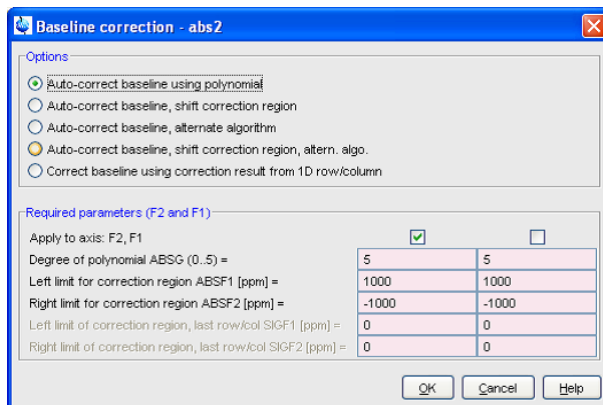 Baseline correction - abs2
Options
Auto-correct baseline using polynomial
Auto-correct baseline, shift correction region
Auto-correct baseline, alternate algorithm
Auto-correct baseline, shift correction region, altern. algo.
Correct baseline using correction result from 1D row/column
Required parameters (F2 and F1)
Apply to axis: F2, F1
Degree of polynomial ABSG (0..5) = 5 5
Left limit for correction region ABSF1 [ppm] = 1000 1000
Right limit for correction region ABSF2 [ppm] = -1000 -1000
Left limit of correction region, last row/col SIGF1 [ppm] = 0 0
Right limit of correction region, last row/col SIGF2 [ppm] = 0 0
OK Cancel Help